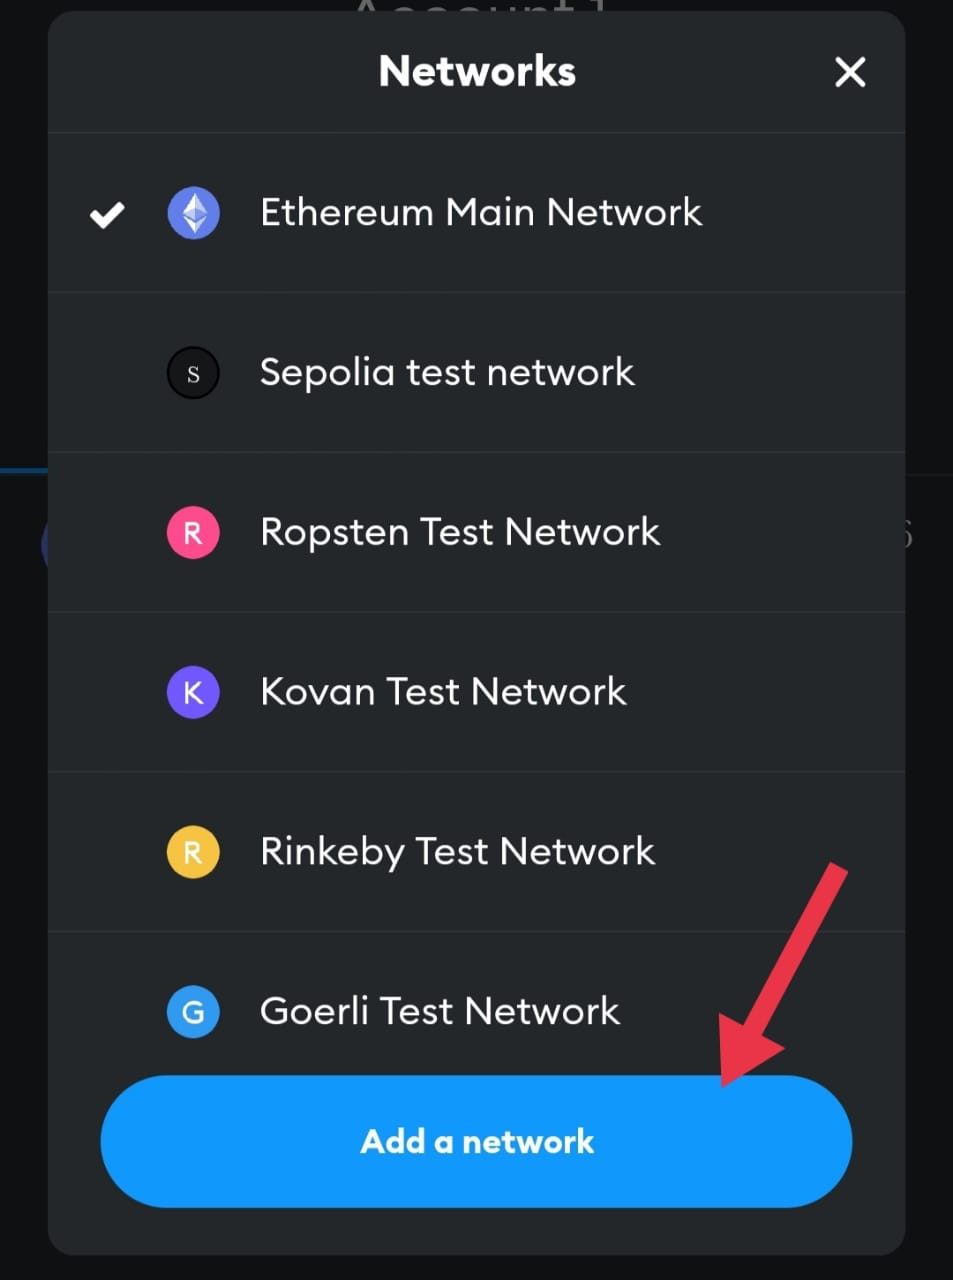 Networks
Ethereum Main Network
S
Sepolia test network
R
Ropsten Test Network
K
Kovan Test Network
R
Rinkeby Test Network
G
Goerli Test Network
Add a network